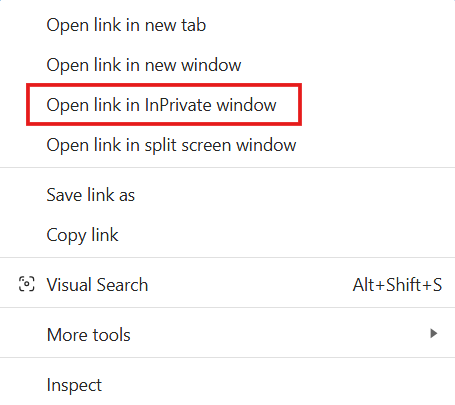 Open link in new tab
Open link in new window
Open link in InPrivate window
Open link in split screen window
Save link as
Copy link
Visual Search Alt+Shift+S
More tools
Inspect